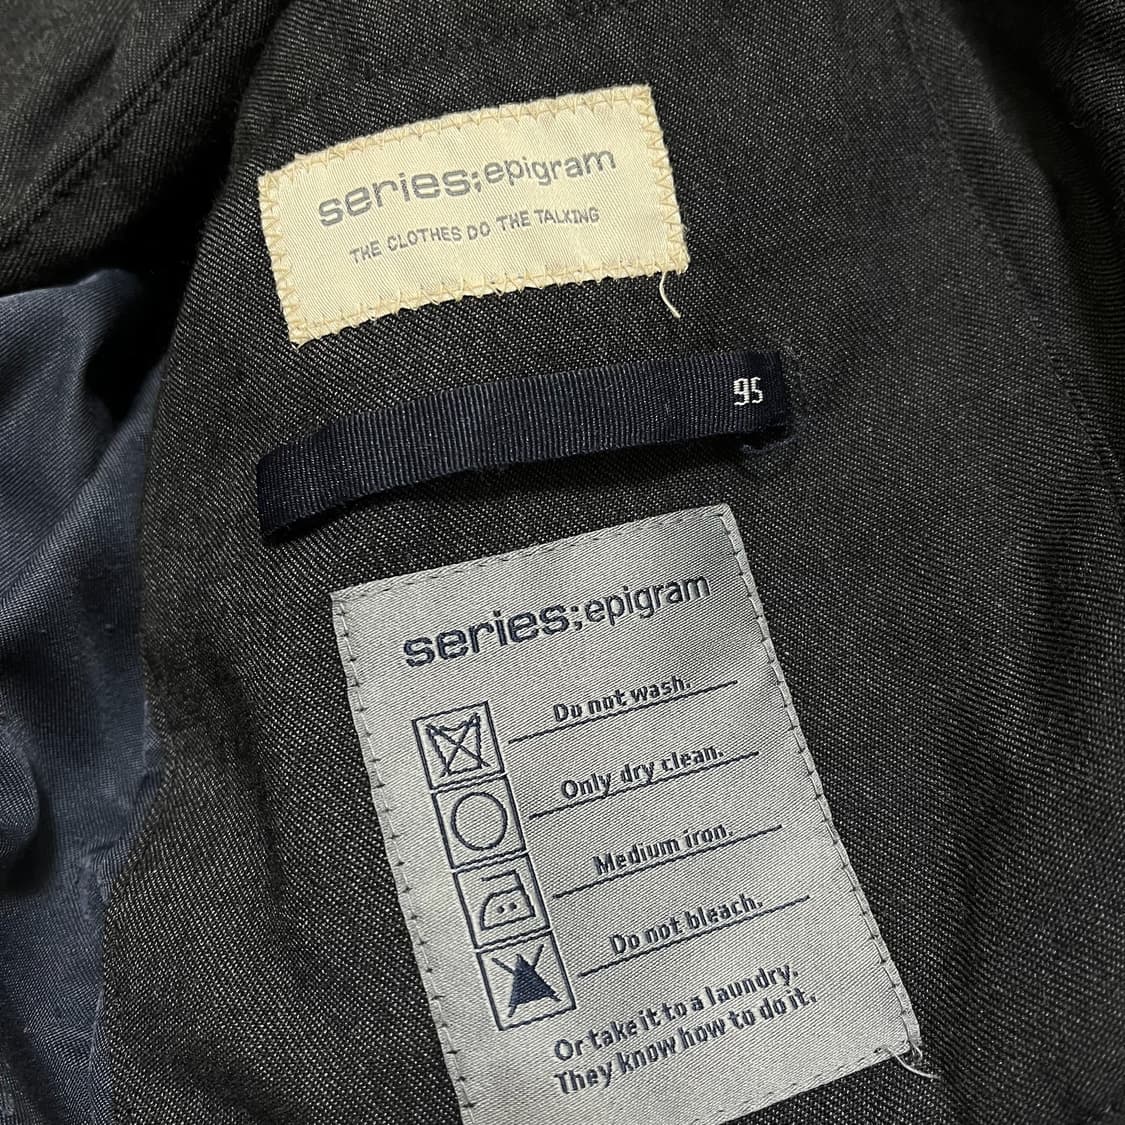 series;epigram
THE CLOTHES DO THE TALKING
95
series;epigram
Do not wash.
Only dry clean.
Medium iron.
Do not bleach.
Or take it to a laundry.
They know how to do it.